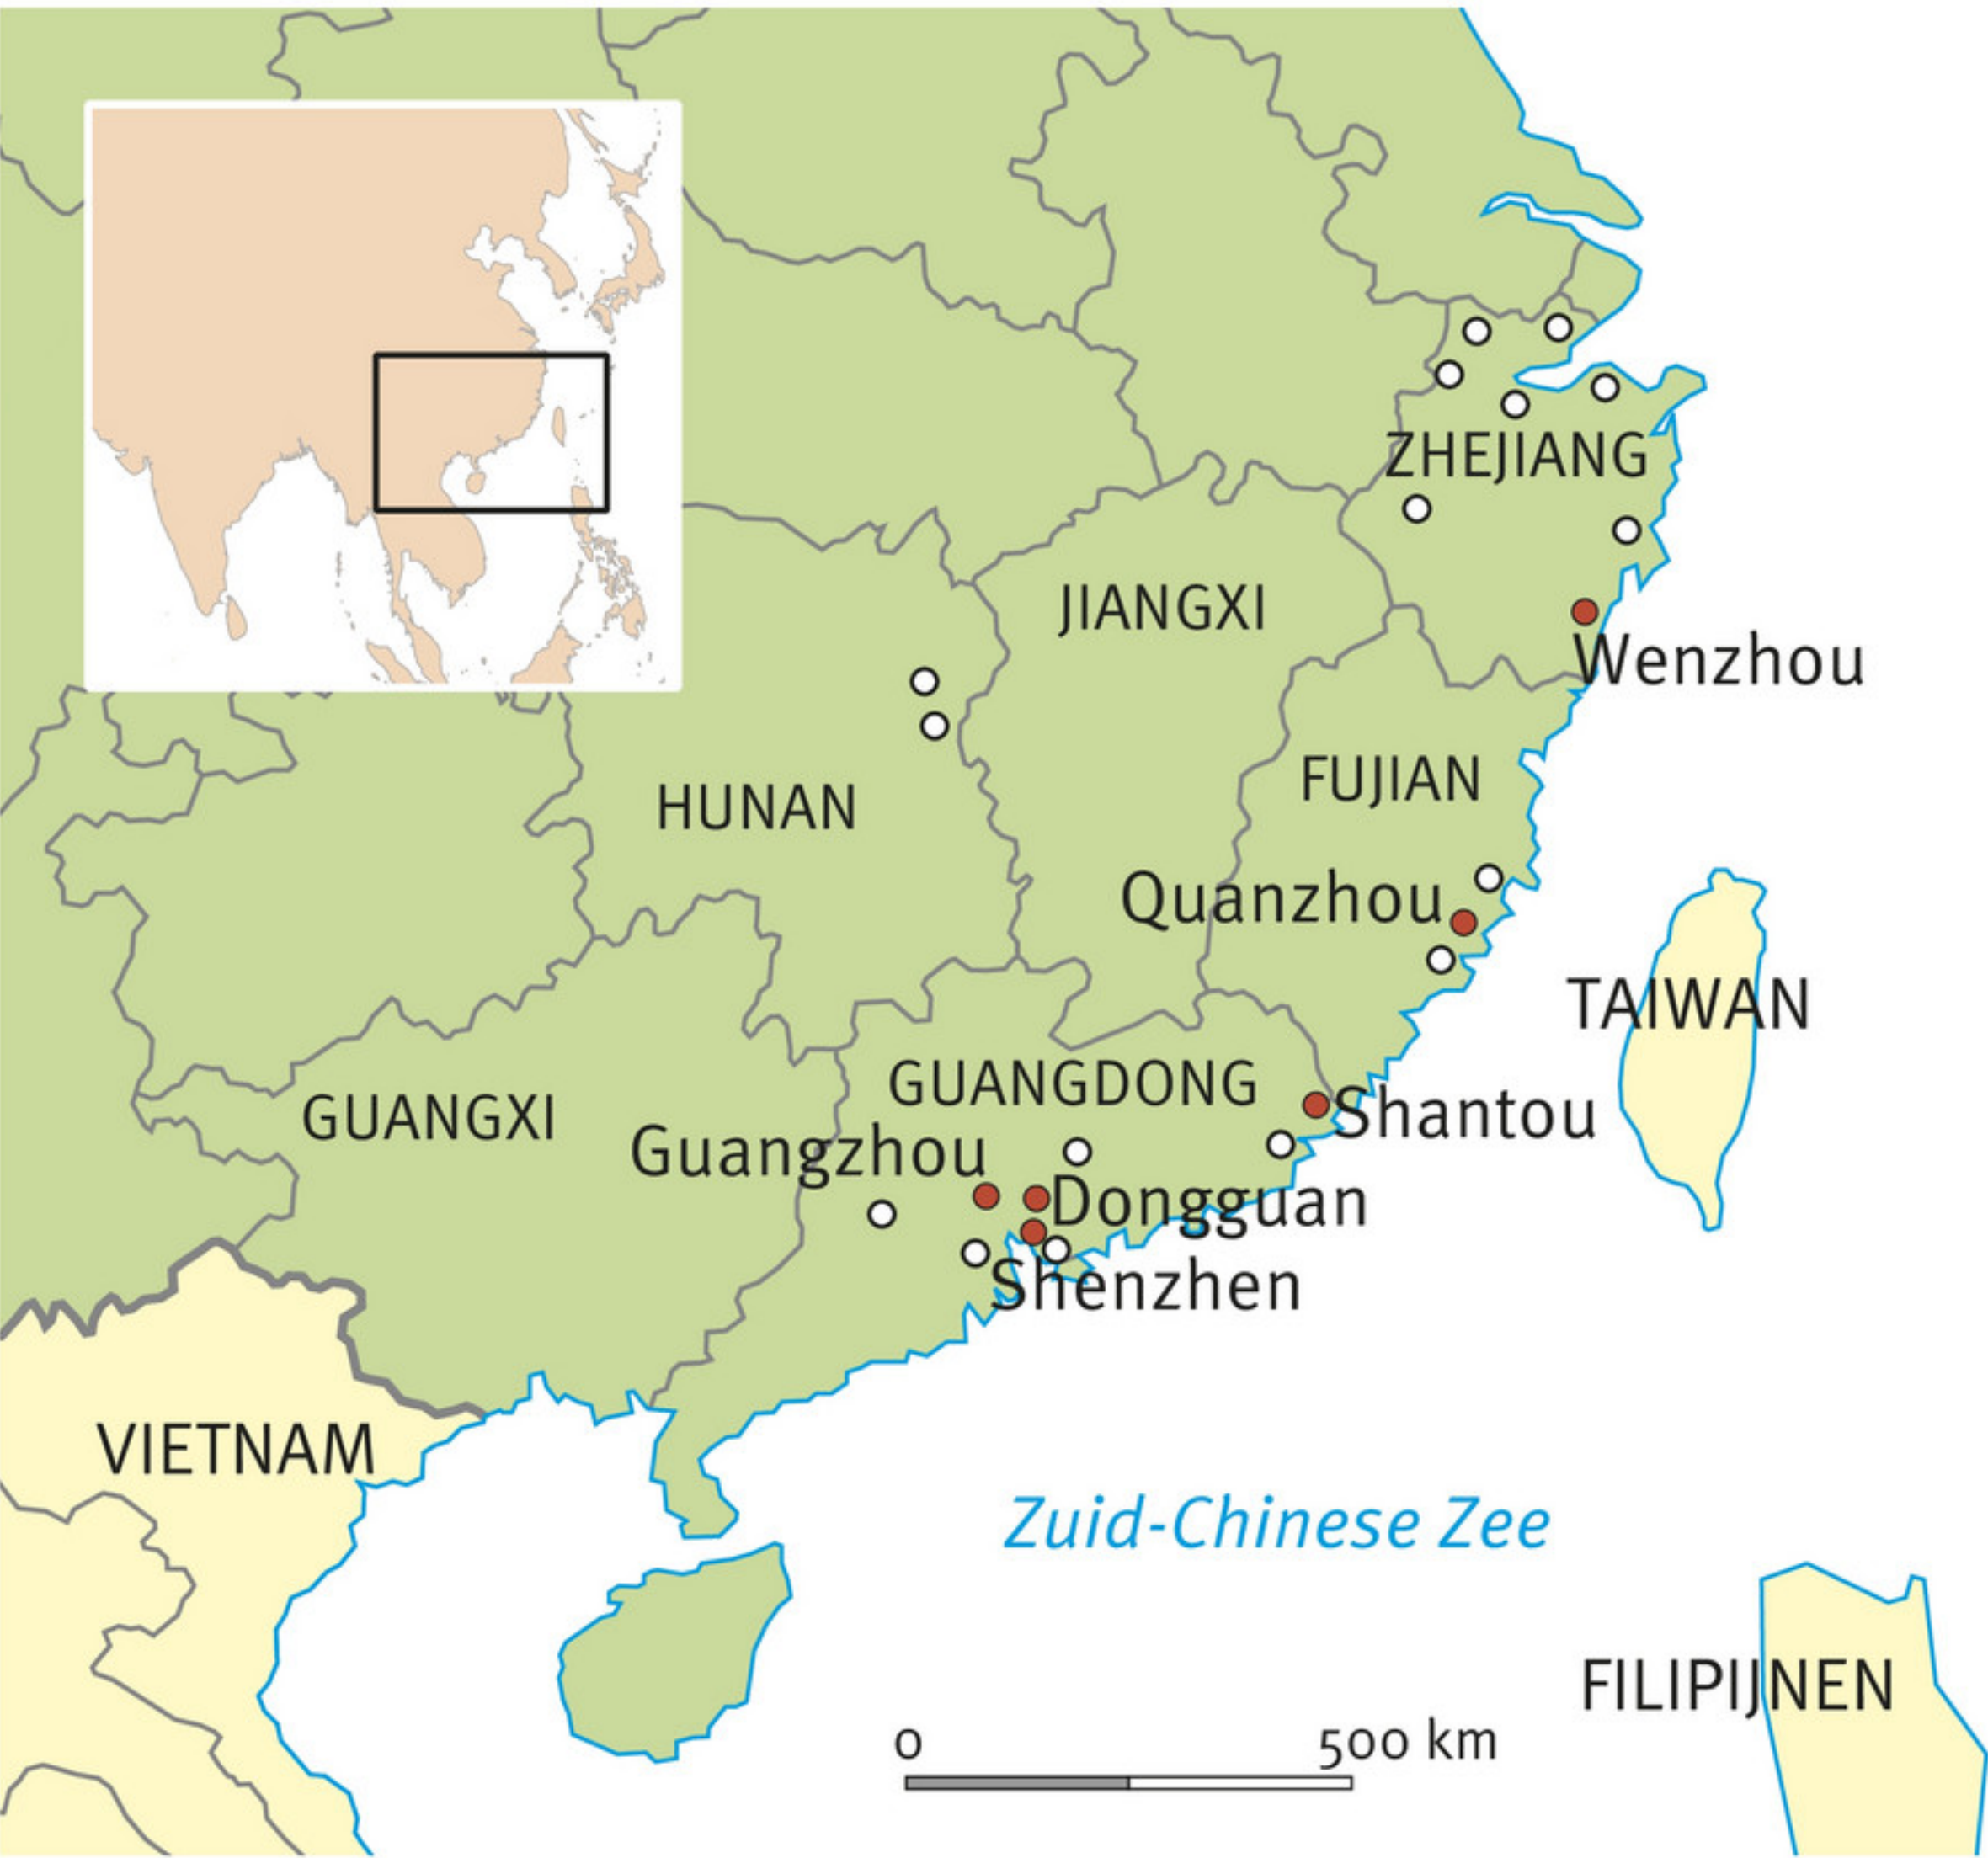 ZHEJIANG
JIANGXI
Wenzhou
FUJIAN
HUNAN
Quanzhou
TAIWAN
GUANGDONG
GUANGXI
Shantou
Guangzhou
Dongguan
Shenzhen
VIETNAM
Zuid-Chinese Zee
FILIPIJNEN
0 500 km